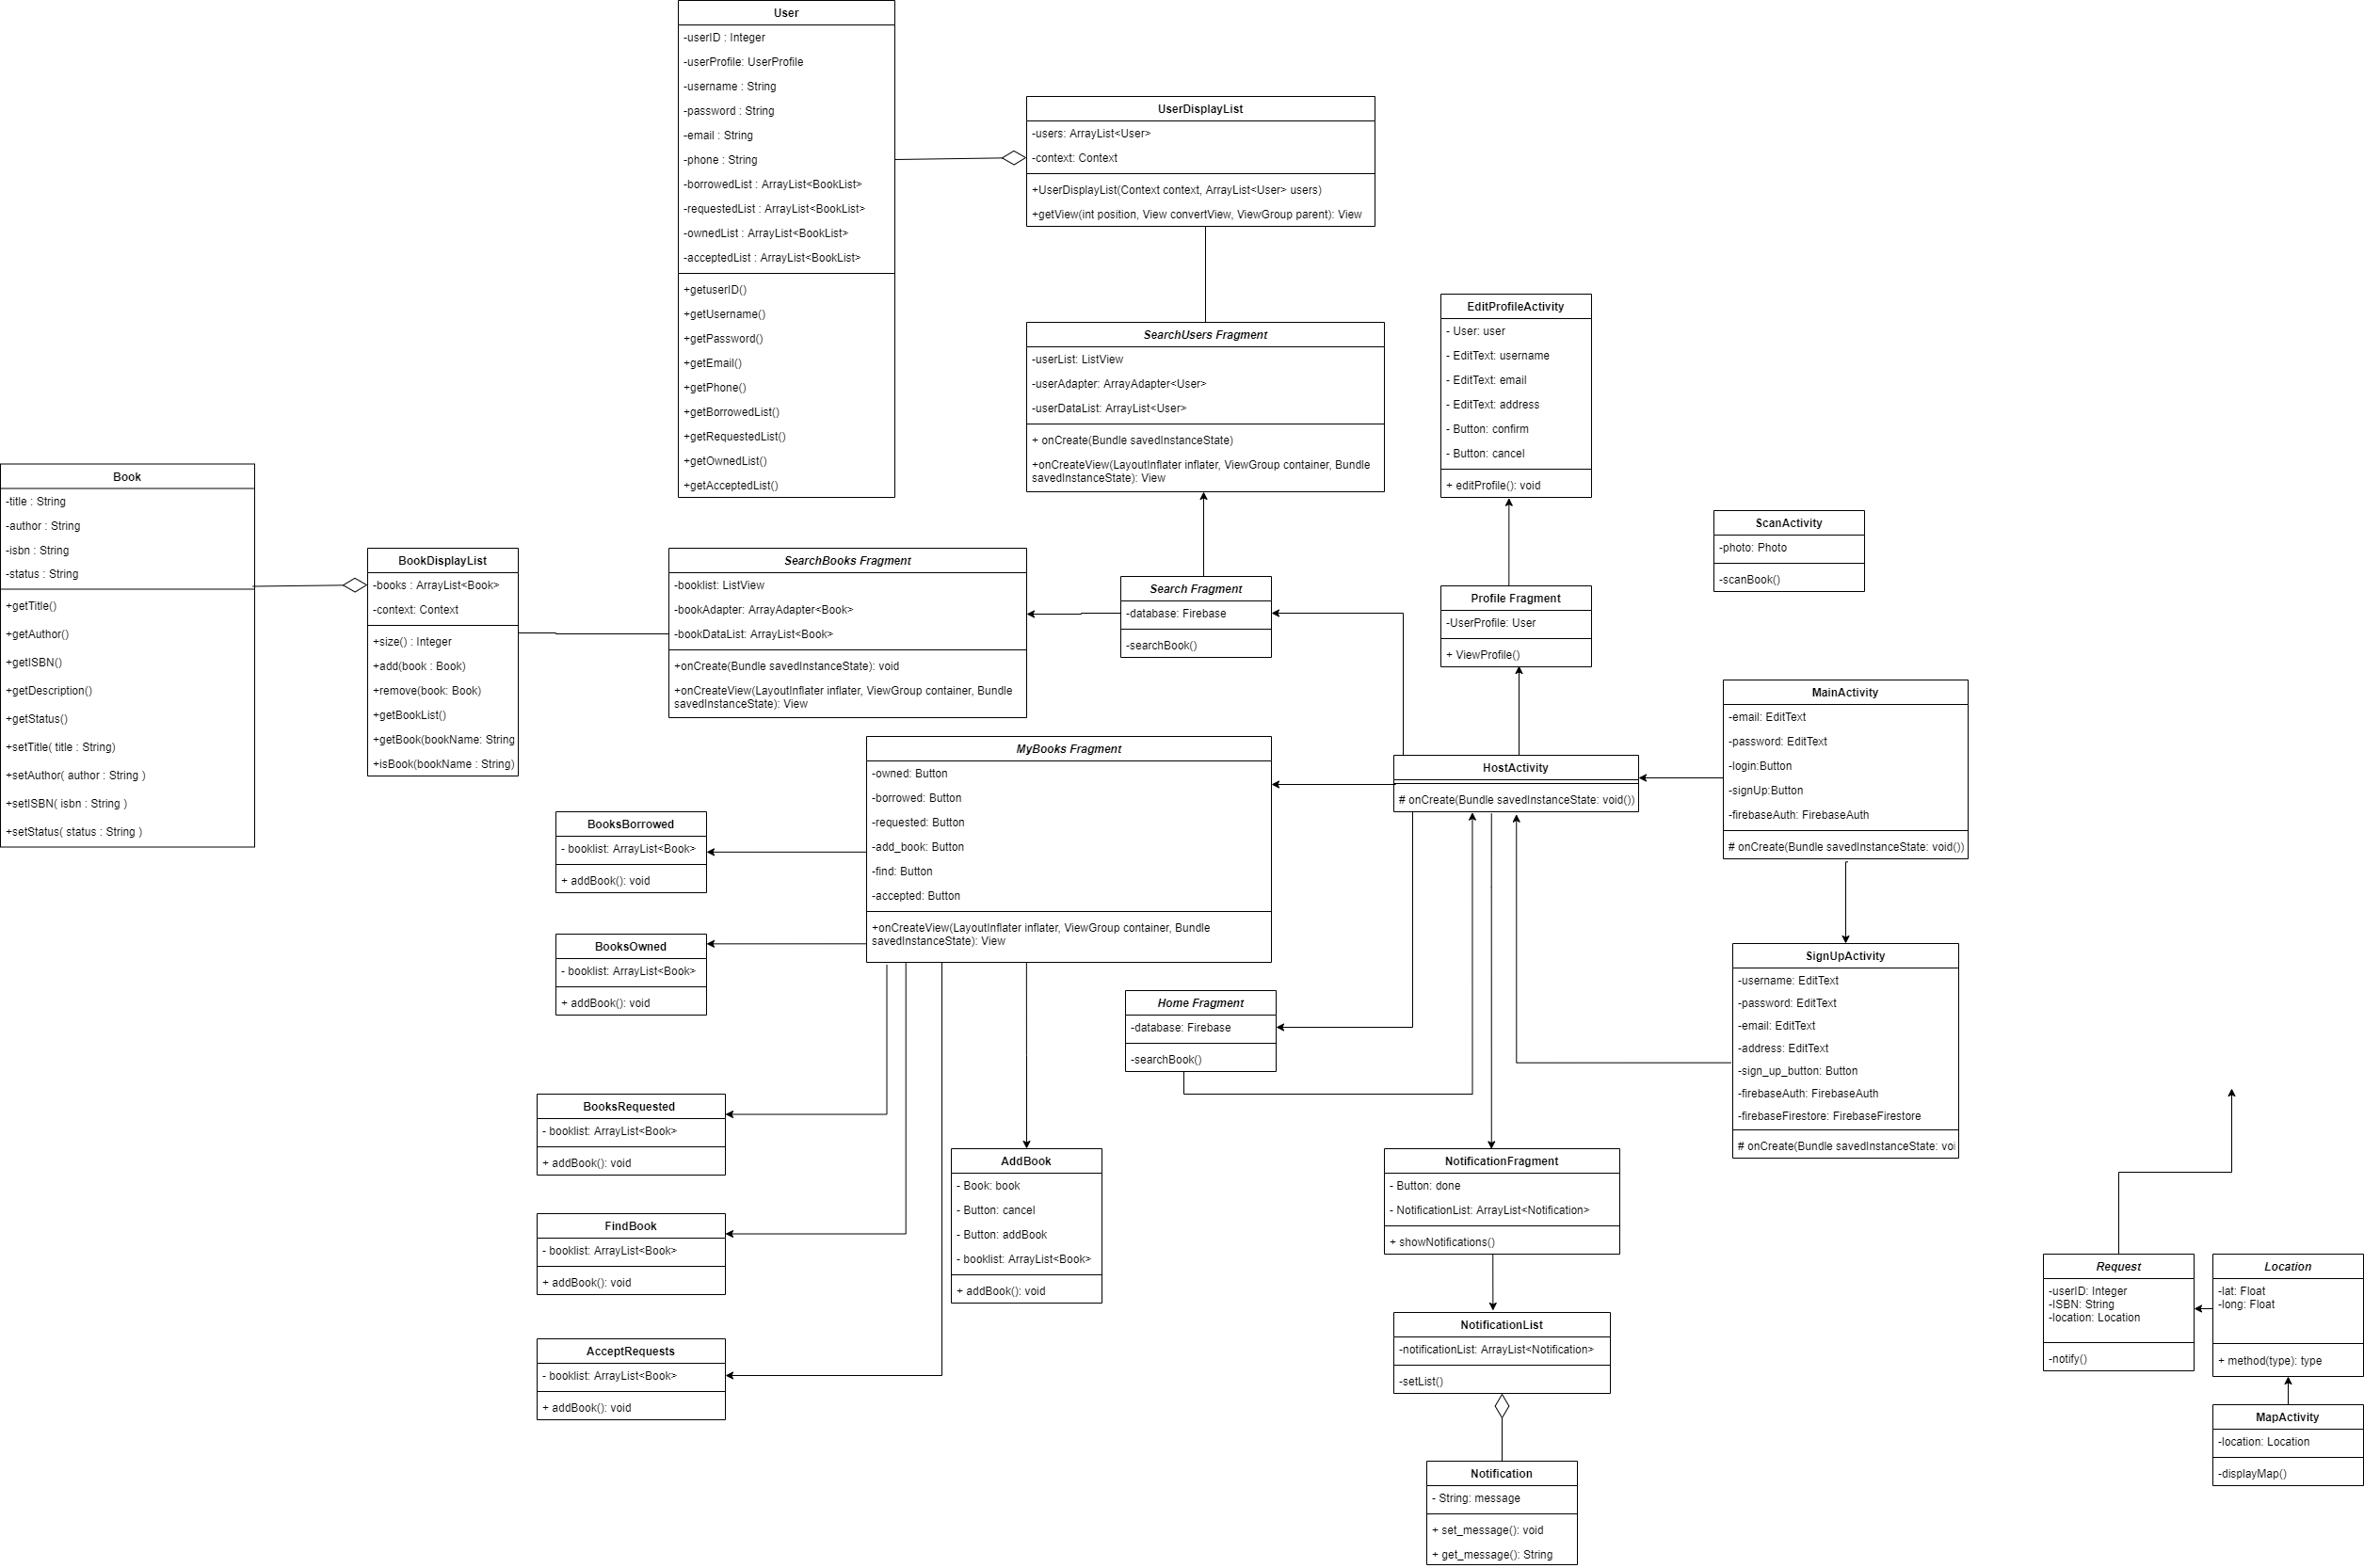 User
-userID : Integer
-userProfile: UserProfile
-username : String
-password : String
-email : String
-phone : String
-borrowedList : ArrayList<BookList>
-requestedList : ArrayList<BookList>
-ownedList : ArrayList<BookList>
-acceptedList : ArrayList<BookList>
+getuserID()
+getUsername()
+getPassword()
+getEmail()
+getPhone()
+getBorrowedList()
+getRequestedList()
+getOwnedList()
+getAcceptedList()
UserDisplayList
-users: ArrayList<User>
-context: Context
+UserDisplayList(Context context, ArrayList<User> users)
+getView(int position, View convertView, ViewGroup parent): View
SearchUsers Fragment
-userList: ListView
-userAdapter: ArrayAdapter<User>
-userDataList: ArrayList<User>
+ onCreate(Bundle savedInstanceState)
+onCreateView(LayoutInflater inflater, ViewGroup container, Bundle
savedInstanceState): View
EditProfileActivity
- User: user
- EditText: username
- EditText: email
- EditText: address
- Button: confirm
- Button: cancel
+ editProfile(): void
Book
-title : String
-author : String
-isbn : String
-status : String
+getTitle()
+getAuthor()
+getISBN()
+getDescription()
+getStatus()
+setTitle( title : String)
+setAuthor( author : String )
+setISBN( isbn : String )
+setStatus( status : String )
BookDisplayList
-books : ArrayList<Book>
-context: Context
+size() : Integer
+add(book : Book)
+remove(book: Book)
+getBookList()
+getBook(bookName: String
+isBook(bookName : String)
SearchBooks Fragment
-booklist: ListView
-bookAdapter: ArrayAdapter<Book>
-bookDataList: ArrayList<Book>
+onCreate(Bundle savedInstanceState): void
+onCreateView(LayoutInflater inflater, ViewGroup container, Bundle
savedInstanceState): View
Search Fragment
-database: Firebase
-searchBook()
Profile Fragment
-UserProfile: User
+ ViewProfile()
ScanActivity
-photo: Photo
-scanBook()
MainActivity
-email: EditText
-password: EditText
-login:Button
-signUp:Button
-firebaseAuth: FirebaseAuth
# onCreate(Bundle savedInstanceState: void())
HostActivity
# onCreate(Bundle savedInstanceState: void())
MyBooks Fragment
-owned: Button
-borrowed: Button
-requested: Button
-add_book: Button
-find: Button
-accepted: Button
+onCreateView(LayoutInflater inflater, ViewGroup container, Bundle
savedInstanceState): View
BooksBorrowed
- booklist: ArrayList<Book>
+ addBook(): void
BooksOwned
- booklist: ArrayList<Book>
+ addBook(): void
SignUpActivity
-username: EditText
-password: EditText
-email: EditText
-address: EditText
-sign_up_button: Button
-firebaseAuth: FirebaseAuth
-firebaseFirestore: FirebaseFirestore
# onCreate(Bundle savedInstanceState: voi
Home Fragment
-database: Firebase
-searchBook()
BooksRequested
- booklist: ArrayList<Book>
+ addBook(): void
FindBook
- booklist: ArrayList<Book>
+ addBook(): void
AcceptRequests
- booklist: ArrayList<Book>
+ addBook(): void
AddBook
- Book: book
- Button: cancel
- Button: addBook
- booklist: ArrayList<Book>
+ addBook(): void
NotificationFragment
- Button: done
- NotificationList: ArrayList<Notification>
+ showNotifications()
NotificationList
-notificationList: ArrayList<Notification>
-setList()
Notification
- String: message
+ set_message(): void
+ get_message(): String
Request
-userID: Integer
-ISBN: String
-location: Location
-notify()
Location
-lat: Float
-long: Float
+ method(type): type
MapActivity
-location: Location
-displayMap()